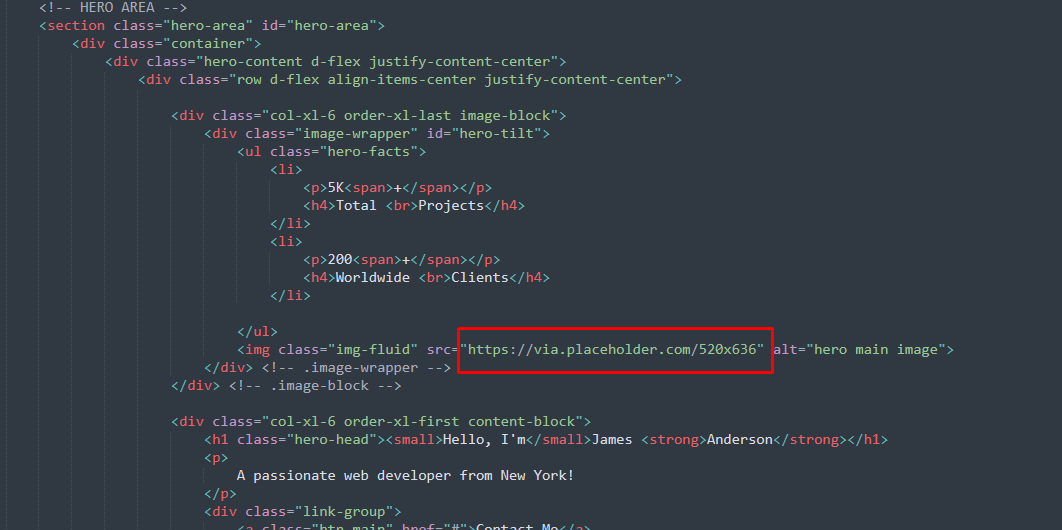 <!-- HERO AREA -->
<section class="hero-area" id="hero-area">
<div class="container">
<div class="hero-content d-flex justify-content-center">
<div class="row d-flex align-items-center justify-content-center">
<div class="col-xl-6 order-xl-last image-block">
<div class="image-wrapper" id="hero-tilt">
<ul class="hero-facts">
<li>
<p>5K<span>+</span></p>
<h4>Total <br>Projects</h4>
</li>
<li>
<p>200<span>+</span></p>
<h4>Worldwide <br>Clients</h4>
</li>
</ul>
<img class="img-fluid" src="https://via.placeholder.com/520x636" alt="hero main image">
</div> <!-- .image-wrapper -->
</div> <!-- .image-block -->
<div class="col-xl-6 order-xl-first content-block">
<h1 class="hero-head"><small>Hello, I'm</small>James <strong>Anderson</strong></h1>
<p>
A passionate web developer from New York!
</p>
<div class="link-group">
<a class="btn main" href="#">Contact Me</a>